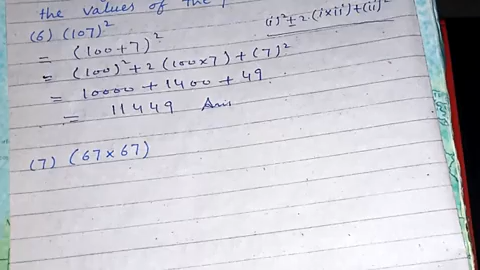 the values of the
(6) (107)²
(i)²+2(i×ii)+(ii)²
= (100+7)²
= (100)²+2(100×7)+(7)²
= 10000+1400+49
= 11449 Ans
(7) (67×67)